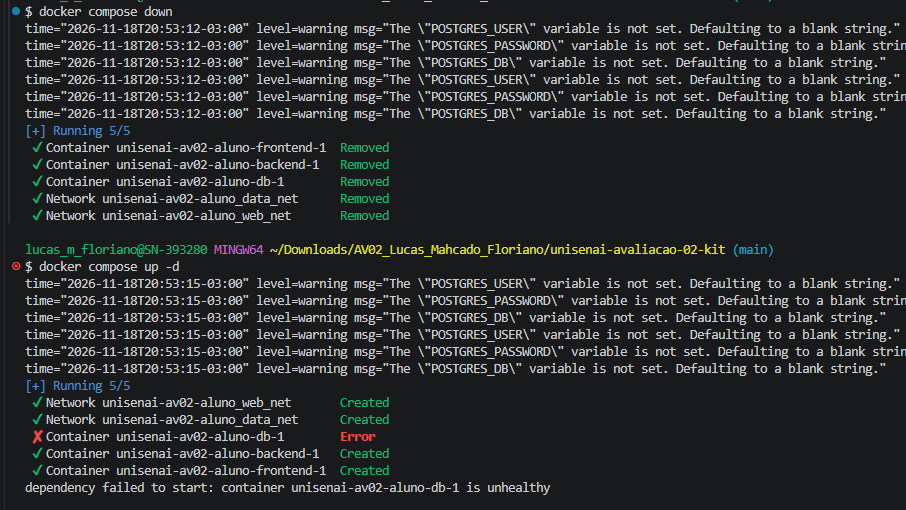 $ docker compose down
time="2026-11-18T20:53:12-03:00" level=warning msg="The \"POSTGRES_USER\" variable is not set. Defaulting to a blank string."
time="2026-11-18T20:53:12-03:00" level=warning msg="The \"POSTGRES_PASSWORD\" variable is not set. Defaulting to a blank
time="2026-11-18T20:53:12-03:00" level=warning msg="The \"POSTGRES_DB\" variable is not set. Defaulting to a blank string."
time="2026-11-18T20:53:12-03:00" level=warning msg="The \"POSTGRES_USER\" variable is not set. Defaulting to a blank string."
time="2026-11-18T20:53:12-03:00" level=warning msg="The \"POSTGRES_PASSWORD\" variable is not set. Defaulting to a blank
time="2026-11-18T20:53:12-03:00" level=warning msg="The \"POSTGRES_DB\" variable is not set. Defaulting to a blank string."
[+] Running 5/5
✓ Container unisenai-av02-aluno-frontend-1 Removed
✓ Container unisenai-av02-aluno-backend-1 Removed
✓ Container unisenai-av02-aluno-db-1 Removed
✓ Network unisenai-av02-aluno_data_net Removed
✓ Network unisenai-av02-aluno_web_net Removed
lucas_m_floriano@SN-393280 MINGW64 ~/Downloads/AV02_Lucas_Mahcado_Floriano/unisenai-avaliacao-02-kit (main)
$ docker compose up -d
time="2026-11-18T20:53:15-03:00" level=warning msg="The \"POSTGRES_USER\" variable is not set. Defaulting to a blank string."
time="2026-11-18T20:53:15-03:00" level=warning msg="The \"POSTGRES_PASSWORD\" variable is not set. Defaulting to a blank
time="2026-11-18T20:53:15-03:00" level=warning msg="The \"POSTGRES_DB\" variable is not set. Defaulting to a blank string."
time="2026-11-18T20:53:15-03:00" level=warning msg="The \"POSTGRES_USER\" variable is not set. Defaulting to a blank string."
time="2026-11-18T20:53:15-03:00" level=warning msg="The \"POSTGRES_PASSWORD\" variable is not set. Defaulting to a blank
time="2026-11-18T20:53:15-03:00" level=warning msg="The \"POSTGRES_DB\" variable is not set. Defaulting to a blank string."
[+] Running 5/5
✓ Network unisenai-av02-aluno_web_net Created
✓ Network unisenai-av02-aluno_data_net Created
✗ Container unisenai-av02-aluno-db-1 Error
✓ Container unisenai-av02-aluno-backend-1 Created
✓ Container unisenai-av02-aluno-frontend-1 Created
dependency failed to start: container unisenai-av02-aluno-db-1 is unhealthy